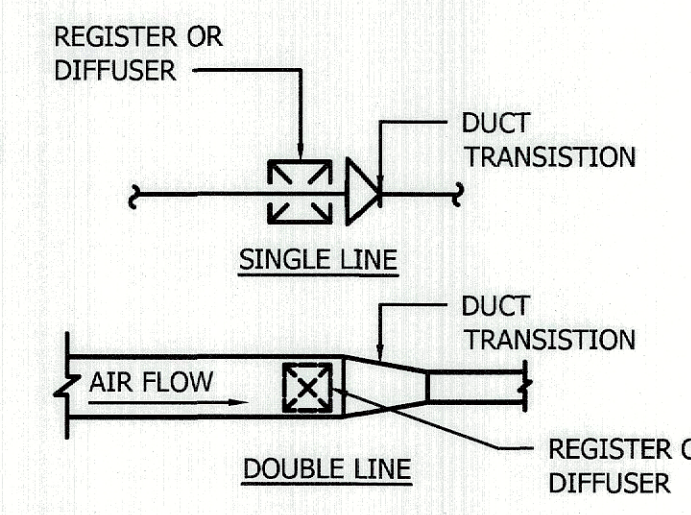 REGISTER OR
DIFFUSER
DUCT
TRANSISTION
SINGLE LINE
DUCT
TRANSISTION
AIR FLOW
REGISTER
DIFFUSER
DOUBLE LINE